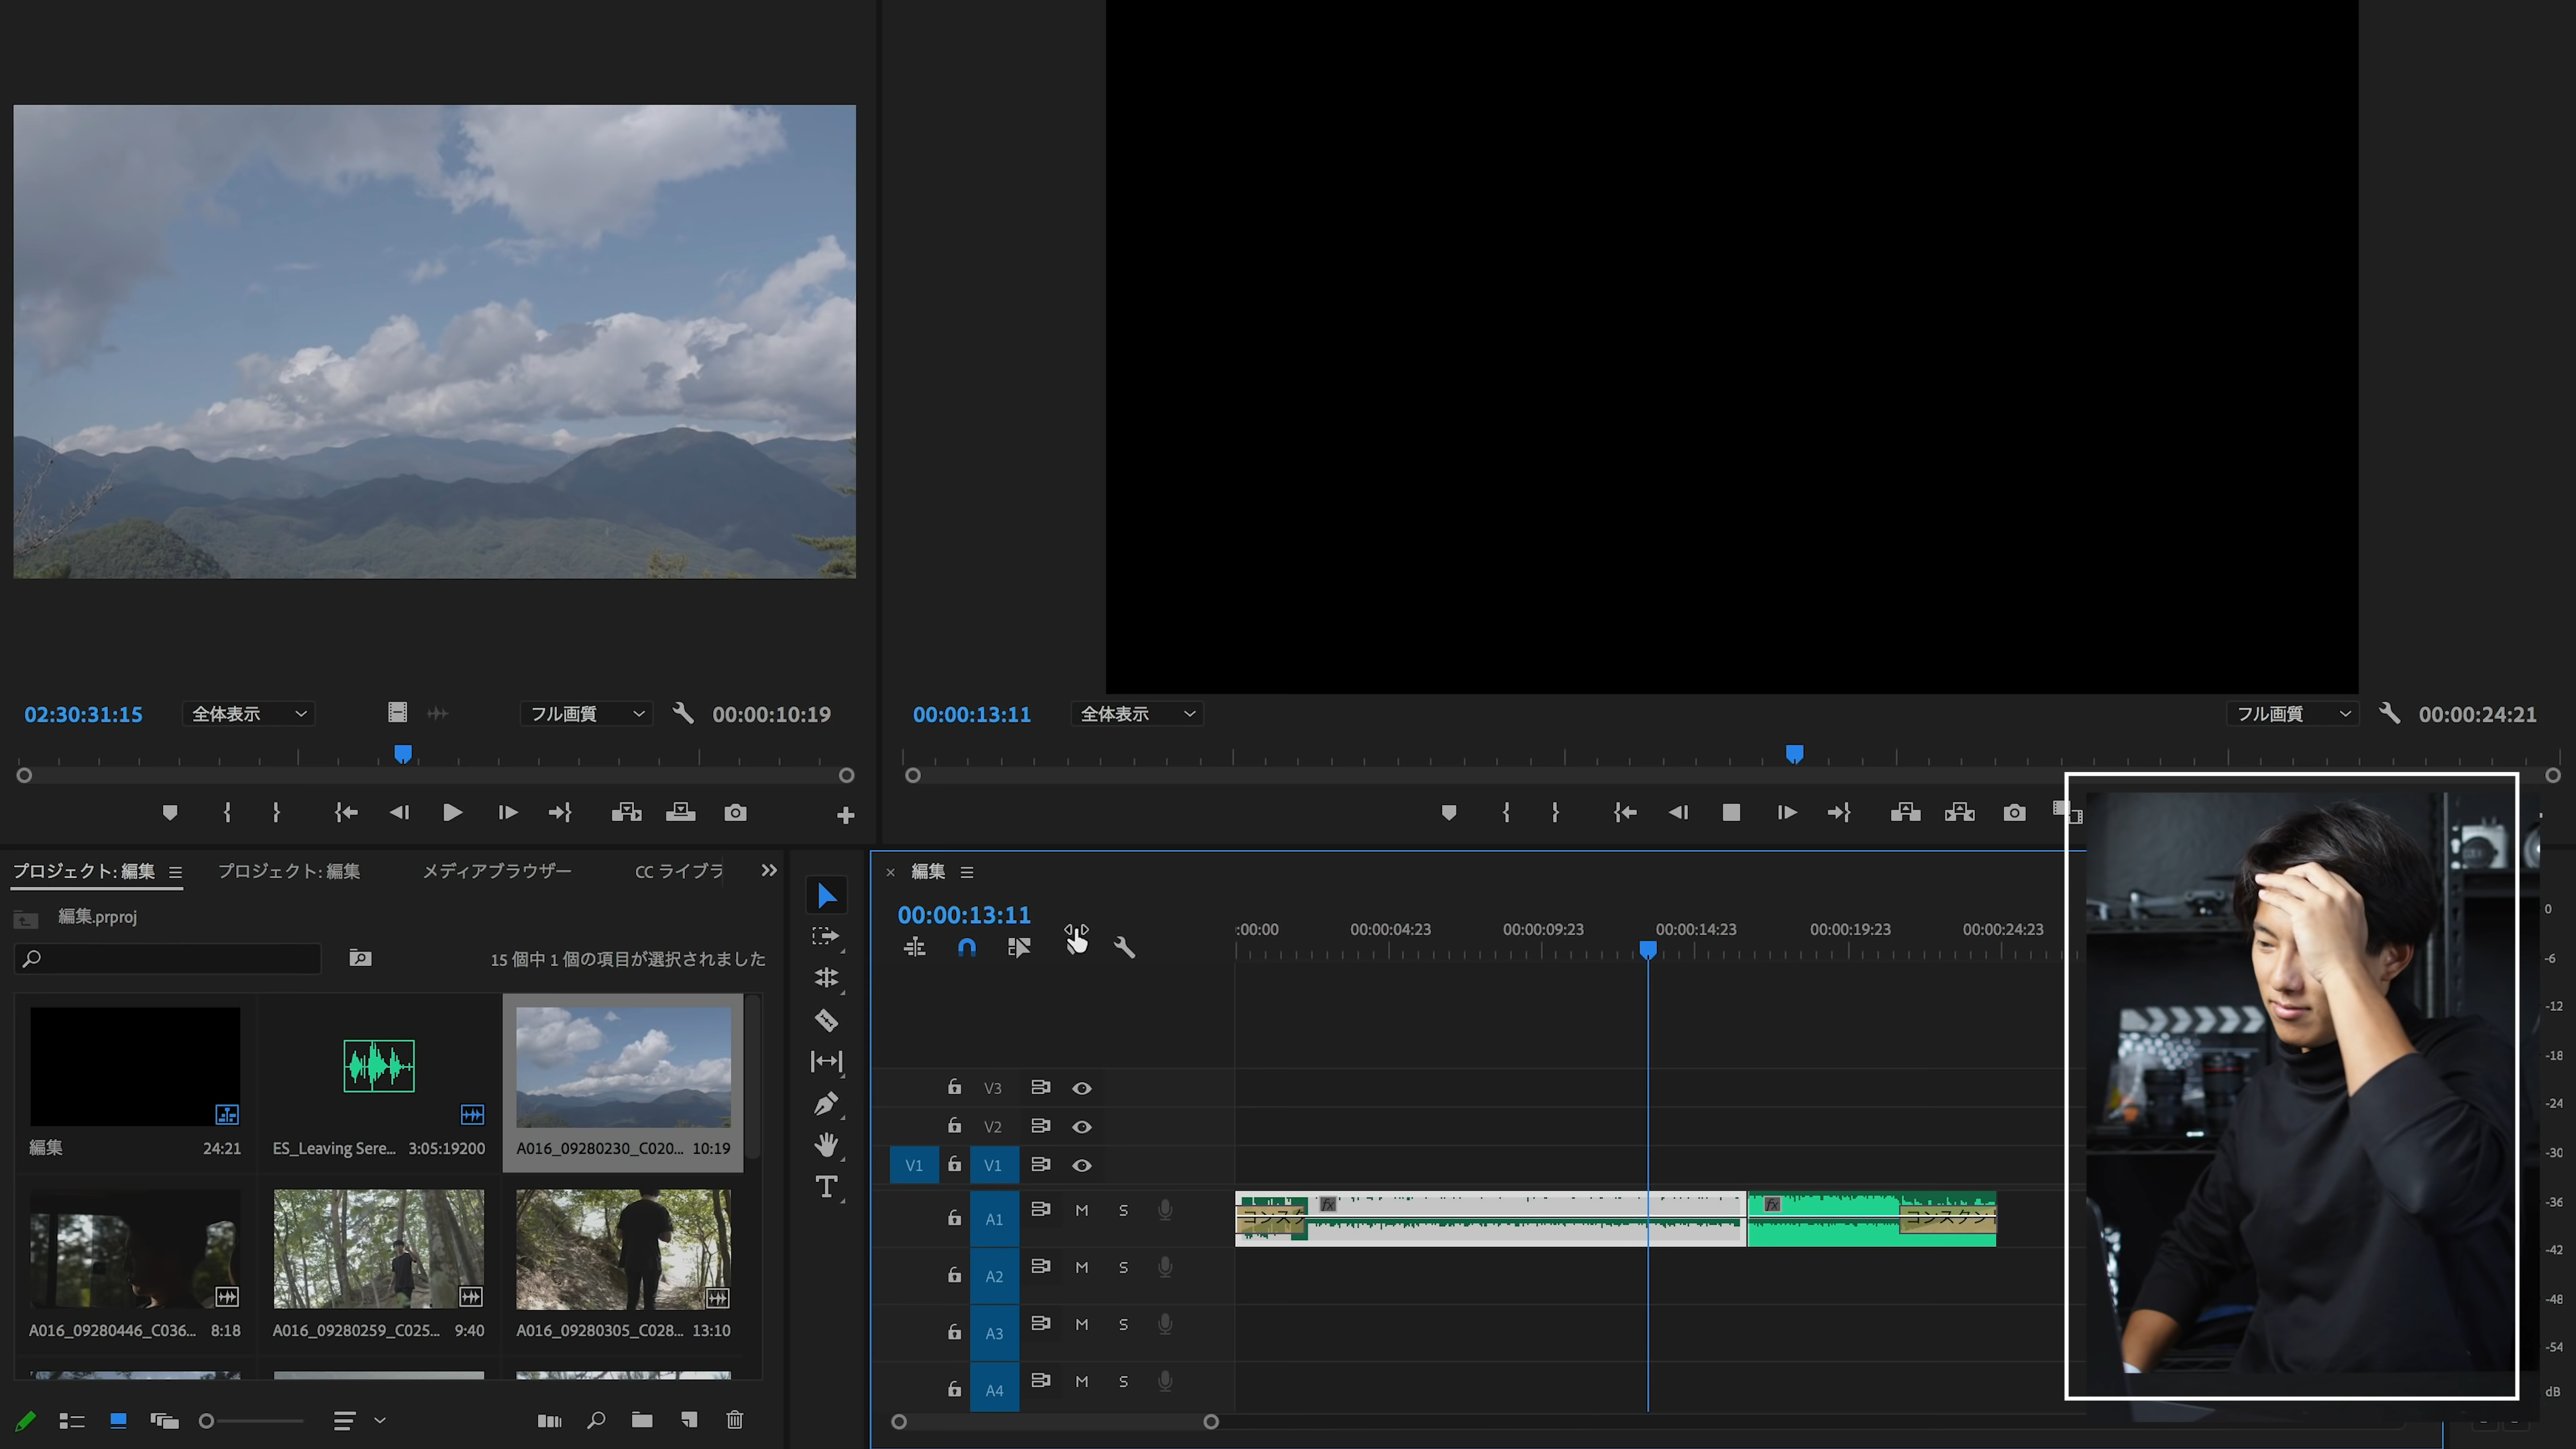 02:30:31:15 全体表示 フル画質 00:00:10:19
00:00:13:11 全体表示 フル画質 00:00:24:21
プロジェクト: 編集 プロジェクト: 編集 メディアブラウザー CC ライブラ
編集.prproj
15 個中 1 個の項目が選択されました
編集 24:21
ES_Leaving Sere... 3:05:19200
A016_09280230_C020... 10:19
A016_09280446_C036... 8:18
A016_09280259_C025... 9:40
A016_09280305_C028... 13:10
T
× 編集
00:00:13:11
:00:00 00:00:04:23 00:00:09:23 00:00:14:23 00:00:19:23 00:00:24:23
V3
V2
V1 V1
A1 M S
コンスタ fx fx コンスタント
A2 M S
A3 M S
A4 M S
0
-6
-12
-18
-24
-30
-36
-42
-48
-54
dB